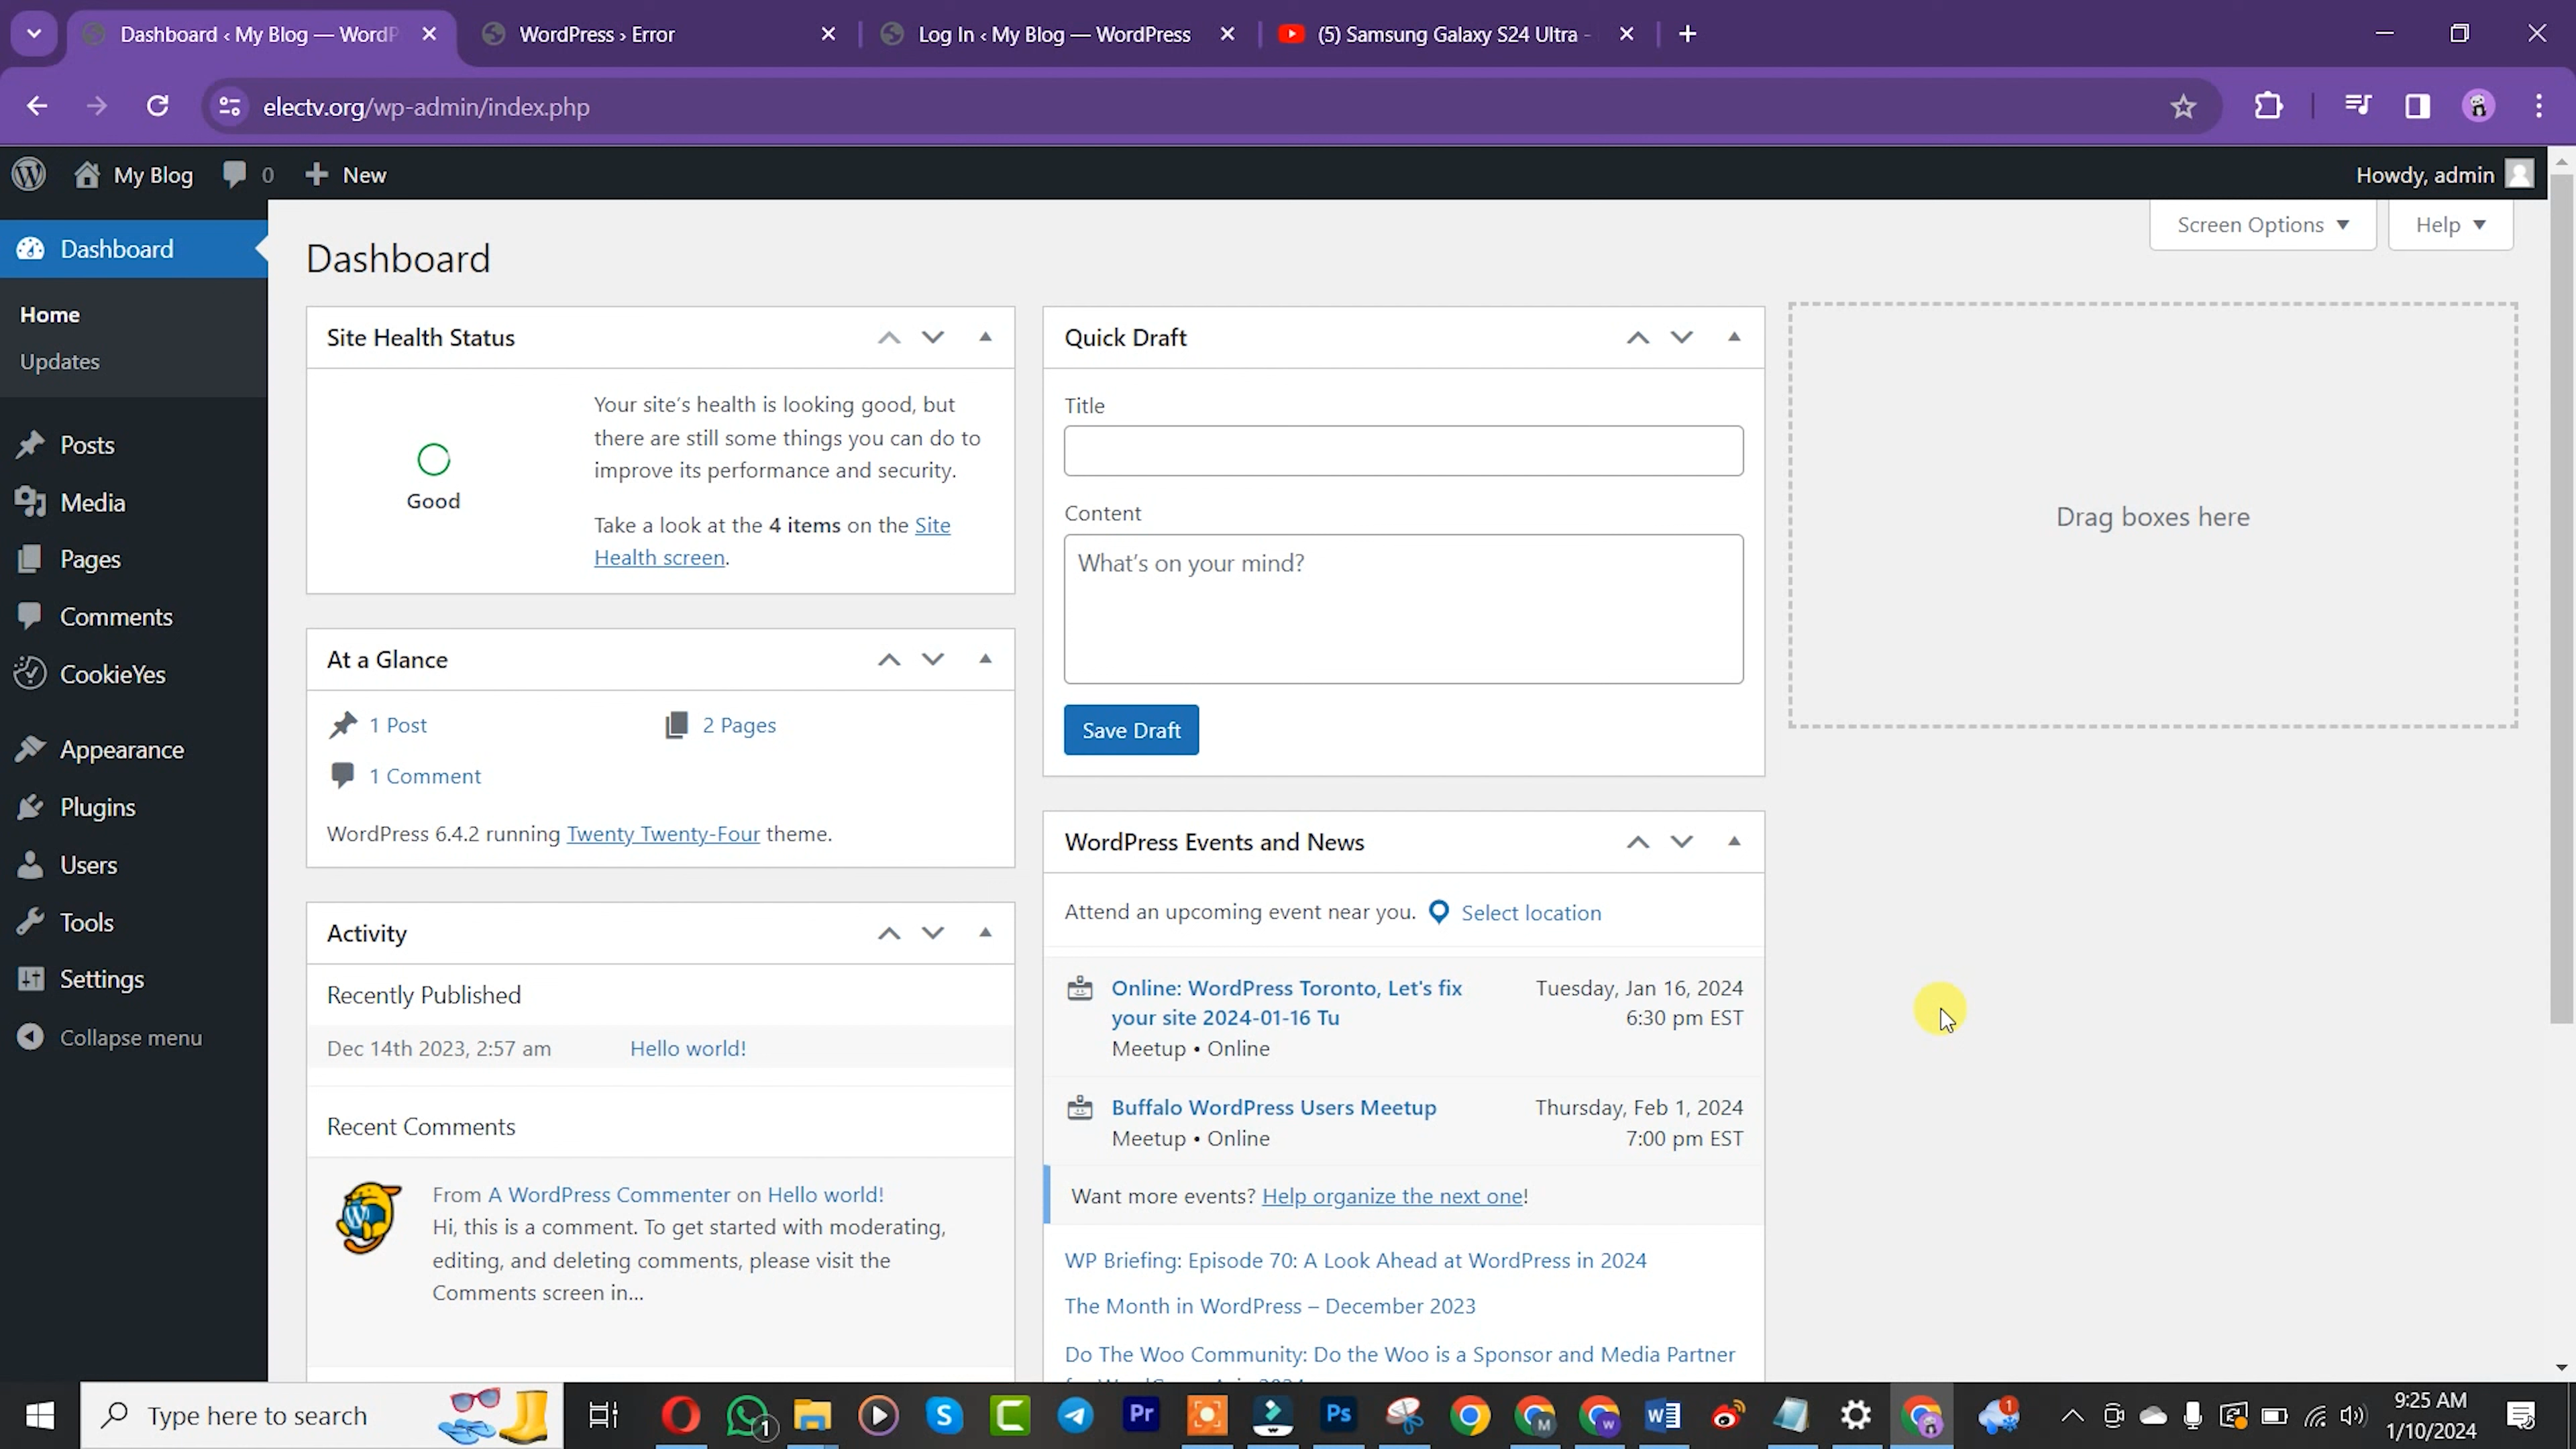 Dashboard ‹ My Blog — WordP
WordPress › Error
Log In ‹ My Blog — WordPress
(5) Samsung Galaxy S24 Ultra -
electv.org/wp-admin/index.php
My Blog
0
New
Howdy, admin
Screen Options
Help
Dashboard
Home
Updates
Posts
Media
Pages
Comments
CookieYes
Appearance
Plugins
Users
Tools
Settings
Collapse menu
Dashboard
Site Health Status
Good
Your site's health is looking good, but
there are still some things you can do to
improve its performance and security.
Take a look at the 4 items on the Site
Health screen.
At a Glance
1 Post
2 Pages
1 Comment
WordPress 6.4.2 running Twenty Twenty-Four theme.
Activity
Recently Published
Dec 14th 2023, 2:57 am
Hello world!
Recent Comments
From A WordPress Commenter on Hello world!
Hi, this is a comment. To get started with moderating,
editing, and deleting comments, please visit the
Comments screen in...
Quick Draft
Title
Content
What's on your mind?
Save Draft
WordPress Events and News
Attend an upcoming event near you.
Select location
Online: WordPress Toronto, Let's fix
your site 2024-01-16 Tu
Meetup • Online
Tuesday, Jan 16, 2024
6:30 pm EST
Buffalo WordPress Users Meetup
Meetup • Online
Thursday, Feb 1, 2024
7:00 pm EST
Want more events? Help organize the next one!
WP Briefing: Episode 70: A Look Ahead at WordPress in 2024
The Month in WordPress – December 2023
Do The Woo Community: Do the Woo is a Sponsor and Media Partner
Drag boxes here
Type here to search
1
S
C
Pr
Ps
M
W
W
1
9:25 AM
1/10/2024